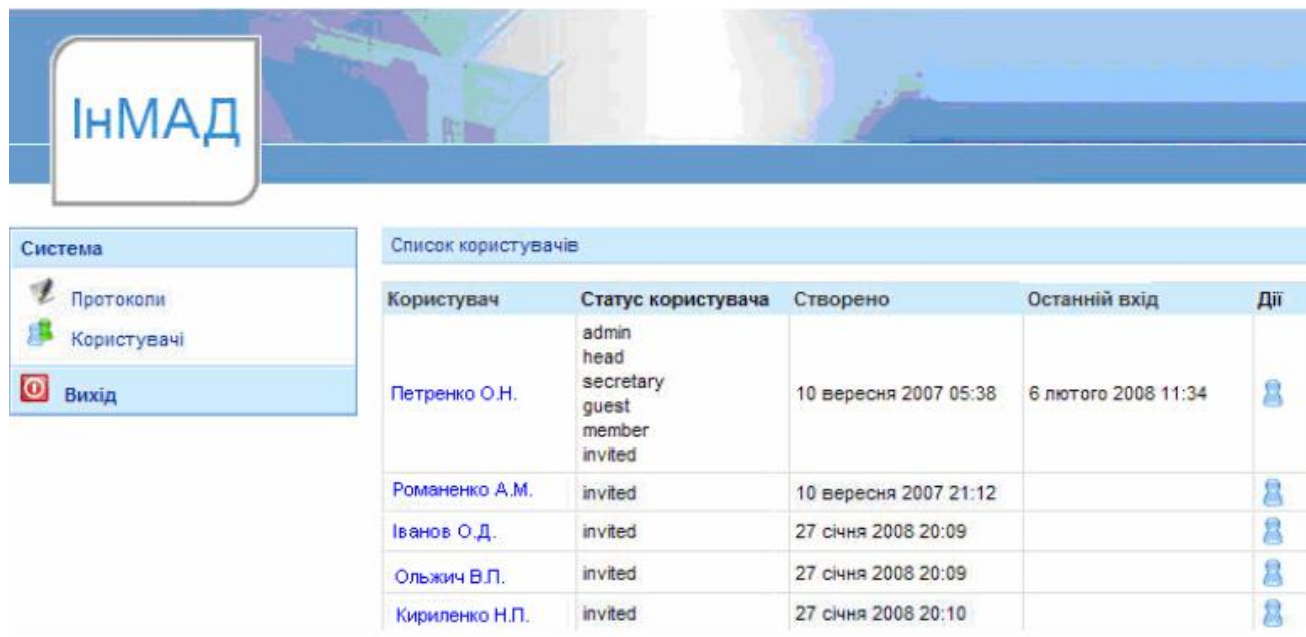 ІнМАД
Система
Протоколи
Користувачі
Вихід
Список користувачів
Користувач Статус користувача Створено Останній вхід Дії
Петренко О.Н. admin head secretary guest member invited 10 вересня 2007 05:38 6 лютого 2008 11:34
Романенко А.М. invited 10 вересня 2007 21:12
Іванов О.Д. invited 27 січня 2008 20:09
Ольжич В.П. invited 27 січня 2008 20:09
Кириленко Н.П. invited 27 січня 2008 20:10